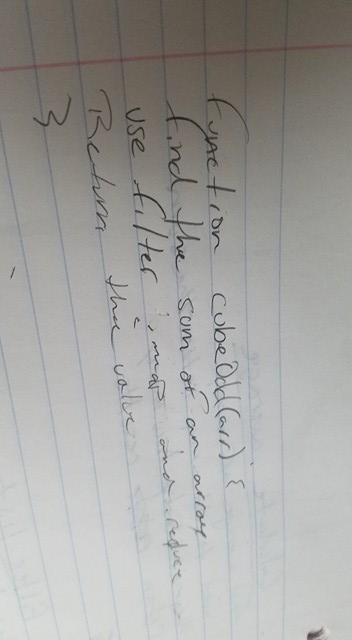 function cubeOdd(arr) {
find the sum of an array
use filter, map and reduce
Return the value
}